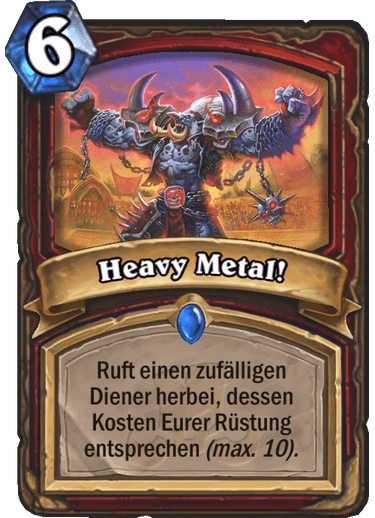 6
Heavy Metal!
Ruft einen zufälligen
Diener herbei, dessen
Kosten Eurer Rüstung
entsprechen (max. 10).